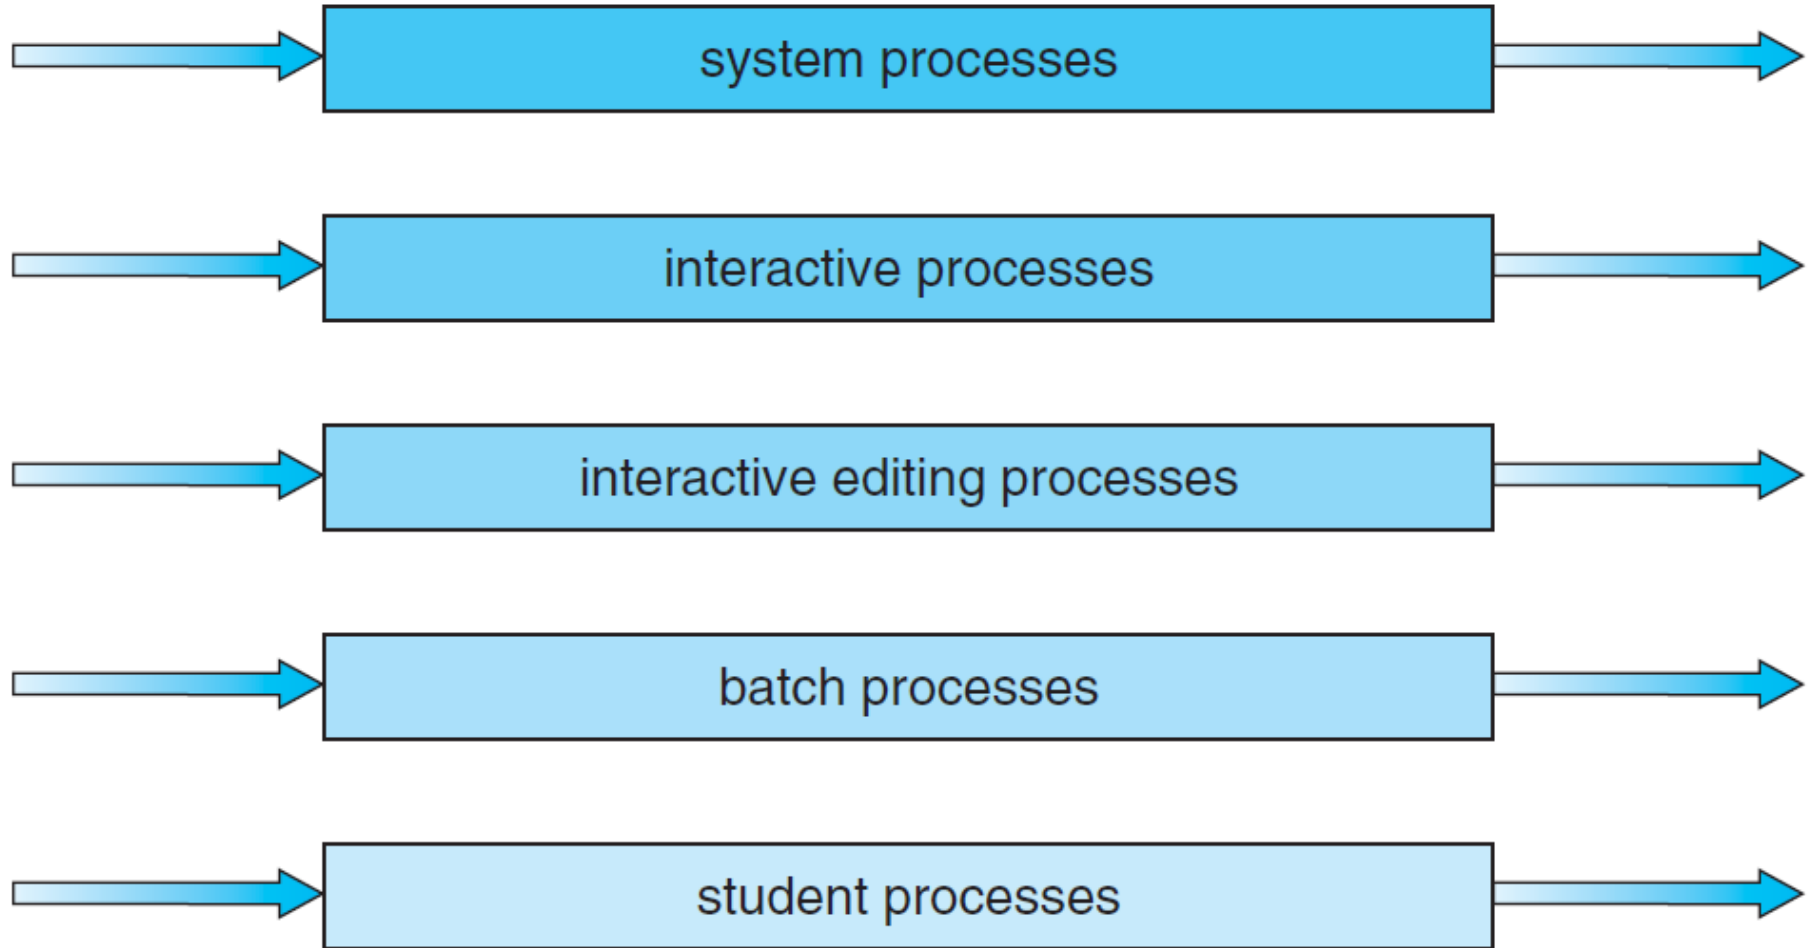 system processes
interactive processes
interactive editing processes
batch processes
student processes